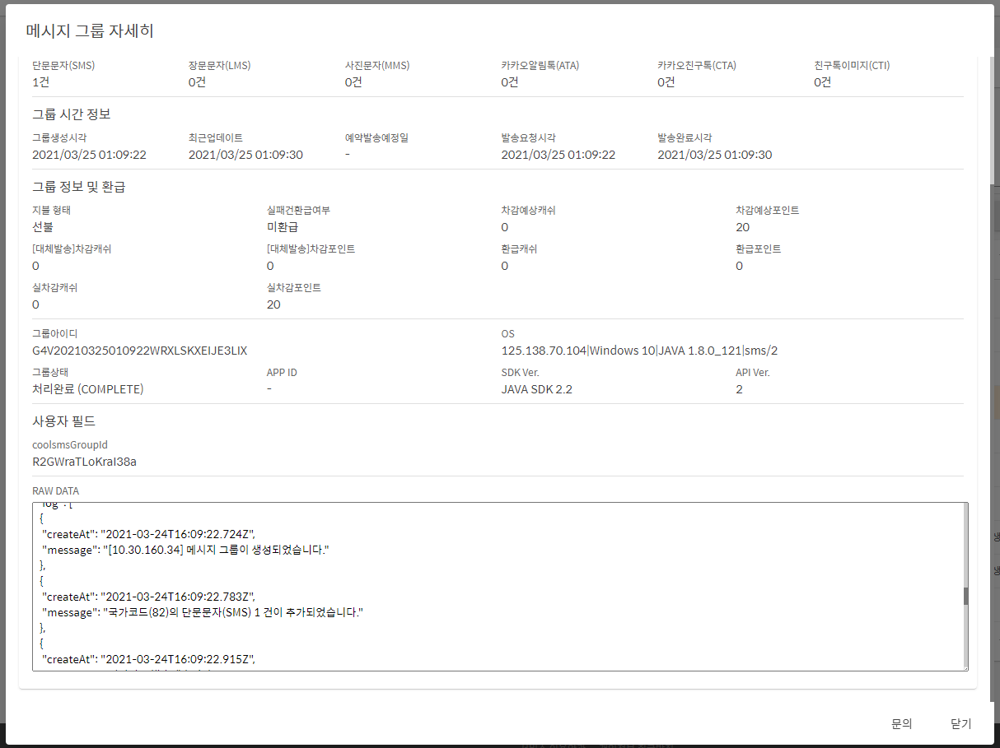 메시지 그룹 자세히
단문문자(SMS) 장문문자(LMS) 사진문자(MMS) 카카오알림톡(ATA) 카카오친구톡(CTA) 친구톡이미지(CTI)
1건 0건 0건 0건 0건 0건
그룹 시간 정보
그룹생성시각 최근업데이트 예약발송예정일 발송요청시각 발송완료시각
2021/03/25 01:09:22 2021/03/25 01:09:30 - 2021/03/25 01:09:22 2021/03/25 01:09:30
그룹 정보 및 환급
지불 형태 실패건환급여부 차감예상캐쉬 차감예상포인트
선불 미환급 0 20
[대체발송]차감캐쉬 [대체발송]차감포인트 환급캐쉬 환급포인트
0 0 0 0
실차감캐쉬 실차감포인트
0 20
그룹아이디 OS
G4V20210325010922WRXLSKXEIJE3LIX 125.138.70.104|Windows 10|JAVA 1.8.0_121|sms/2
그룹상태 APP ID SDK Ver. API Ver.
처리완료 (COMPLETE) - JAVA SDK 2.2 2
사용자 필드
coolsmsGroupId
R2GWraTLoKraI38a
RAW DATA
"log": [
{
"createAt": "2021-03-24T16:09:22.724Z",
"message": "[10.30.160.34] 메시지 그룹이 생성되었습니다."
},
{
"createAt": "2021-03-24T16:09:22.783Z",
"message": "국가코드(82)의 단문문자(SMS) 1 건이 추가되었습니다."
},
{
"createAt": "2021-03-24T16:09:22.915Z",
문의 닫기